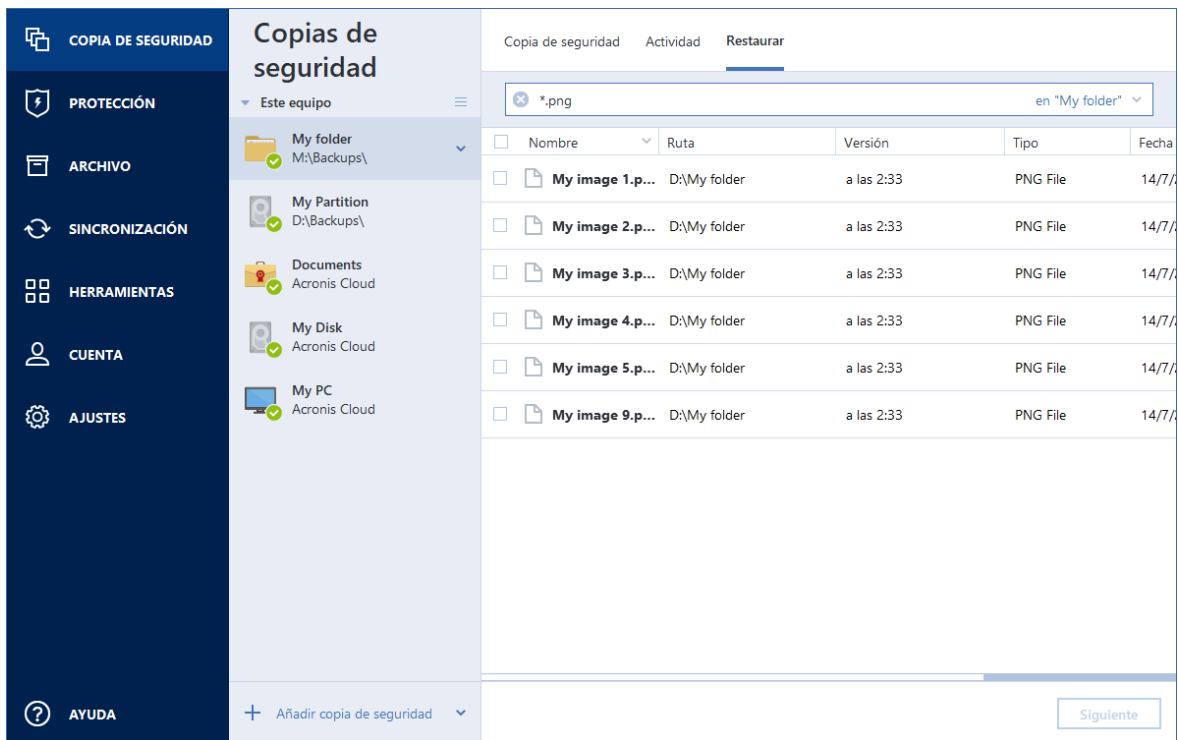 COPIA DE SEGURIDAD
PROTECCIÓN
ARCHIVO
SINCRONIZACIÓN
HERRAMIENTAS
CUENTA
AJUSTES
AYUDA
Copias de
seguridad
Este equipo
My folder
M:\Backups\
My Partition
D:\Backups\
Documents
Acronis Cloud
My Disk
Acronis Cloud
My PC
Acronis Cloud
Añadir copia de seguridad
Copia de seguridad Actividad Restaurar
*.png en "My folder"
Nombre Ruta Versión Tipo Fecha
My image 1.p... D:\My folder a las 2:33 PNG File 14/7/
My image 2.p... D:\My folder a las 2:33 PNG File 14/7/
My image 3.p... D:\My folder a las 2:33 PNG File 14/7/
My image 4.p... D:\My folder a las 2:33 PNG File 14/7/
My image 5.p... D:\My folder a las 2:33 PNG File 14/7/
My image 9.p... D:\My folder a las 2:33 PNG File 14/7/
Siguiente